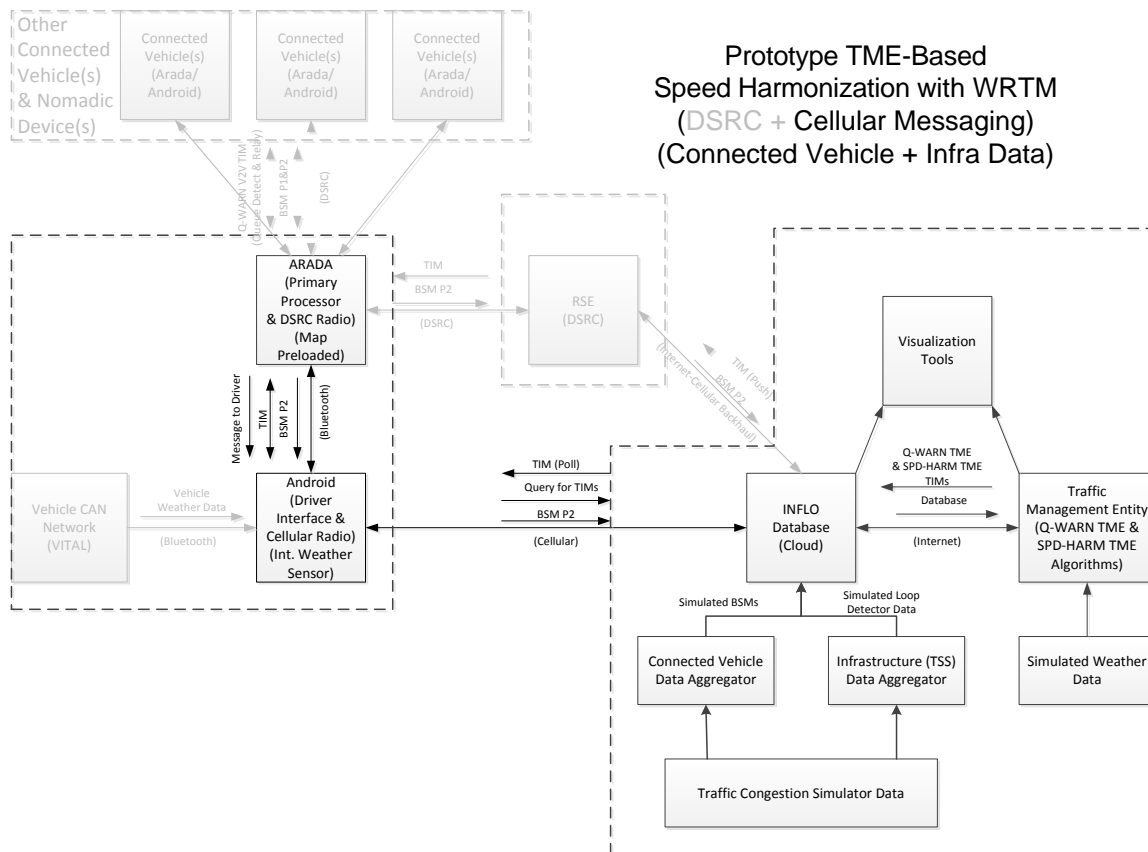 Other
Connected
Vehicle(s)
& Nomadic
Device(s)
Connected
Vehicle(s)
(Arada/
Android)
Connected
Vehicle(s)
(Arada/
Android)
Connected
Vehicle(s)
(Arada/
Android)
Prototype TME-Based
Speed Harmonization with WRTM
(DSRC + Cellular Messaging)
(Connected Vehicle + Infra Data)
Q-WARN V2V TIM
(Queue Detect & Relay)
BSM P1&P2
(DSRC)
ARADA
(Primary
Processor
& DSRC Radio)
(Map
Preloaded)
TIM
BSM P2
(DSRC)
RSE
(DSRC)
TIM (Push)
BSM P2
(Internet-Cellular Backhaul)
Visualization
Tools
Message to Driver
TIM
BSM P2
(Bluetooth)
Vehicle CAN
Network
(VITAL)
Vehicle
Weather Data
(Bluetooth)
Android
(Driver
Interface &
Cellular Radio)
(Int. Weather
Sensor)
TIM (Poll)
Query for TIMs
BSM P2
(Cellular)
INFLO
Database
(Cloud)
Q-WARN TME
& SPD-HARM TME
TIMs
Database
(Internet)
Traffic
Management Entity
(Q-WARN TME &
SPD-HARM TME
Algorithms)
Simulated BSMs
Simulated Loop
Detector Data
Connected Vehicle
Data Aggregator
Infrastructure (TSS)
Data Aggregator
Simulated Weather
Data
Traffic Congestion Simulator Data